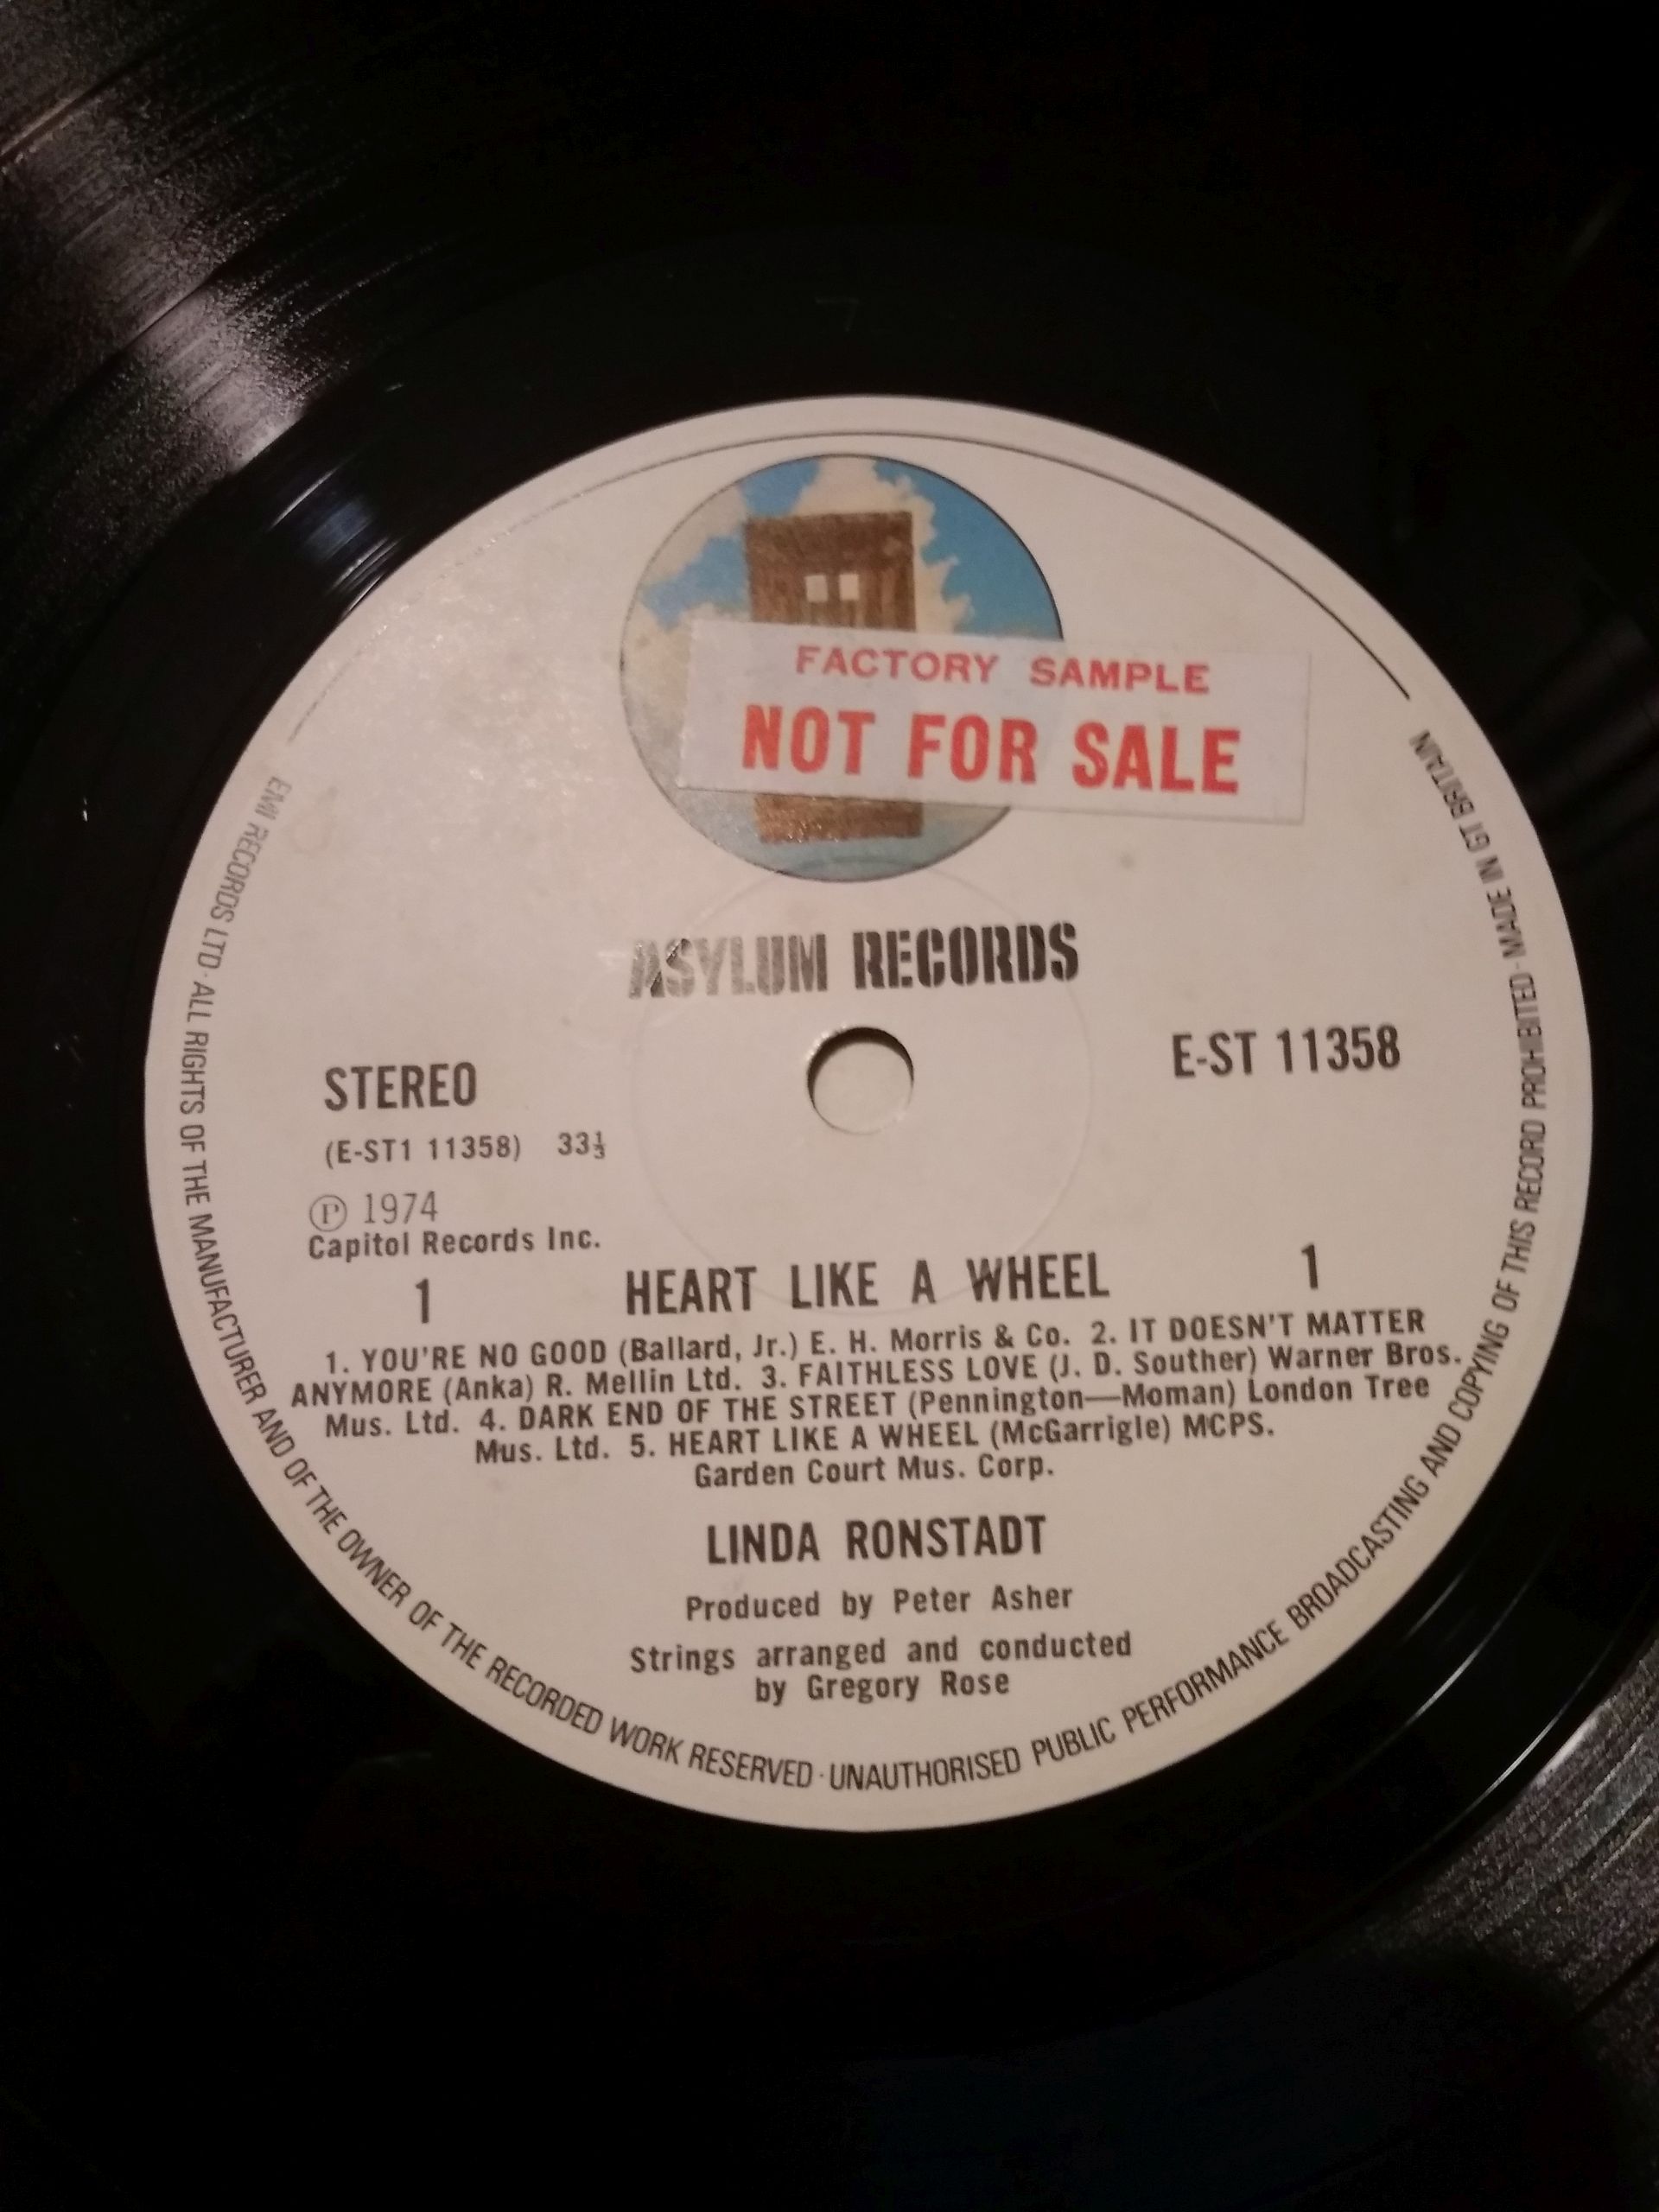 FACTORY SAMPLE
NOT FOR SALE
ASYLUM RECORDS
STEREO
E-ST 11358
(E-ST1 11358) 33⅓
℗ 1974
Capitol Records Inc.
1 HEART LIKE A WHEEL 1
1. YOU'RE NO GOOD (Ballard, Jr.) E. H. Morris & Co. 2. IT DOESN'T MATTER
ANYMORE (Anka) R. Mellin Ltd. 3. FAITHLESS LOVE (J. D. Souther) Warner Bros.
Mus. Ltd. 4. DARK END OF THE STREET (Pennington—Moman) London Tree
Mus. Ltd. 5. HEART LIKE A WHEEL (McGarrigle) MCPS.
Garden Court Mus. Corp.
LINDA RONSTADT
Produced by Peter Asher
Strings arranged and conducted
by Gregory Rose
EMI RECORDS LTD · ALL RIGHTS OF THE MANUFACTURER AND OF THE OWNER OF THE RECORDED WORK RESERVED · UNAUTHORISED PUBLIC PERFORMANCE BROADCASTING AND COPYING OF THIS RECORD PROHIBITED · MADE IN GT BRITAIN